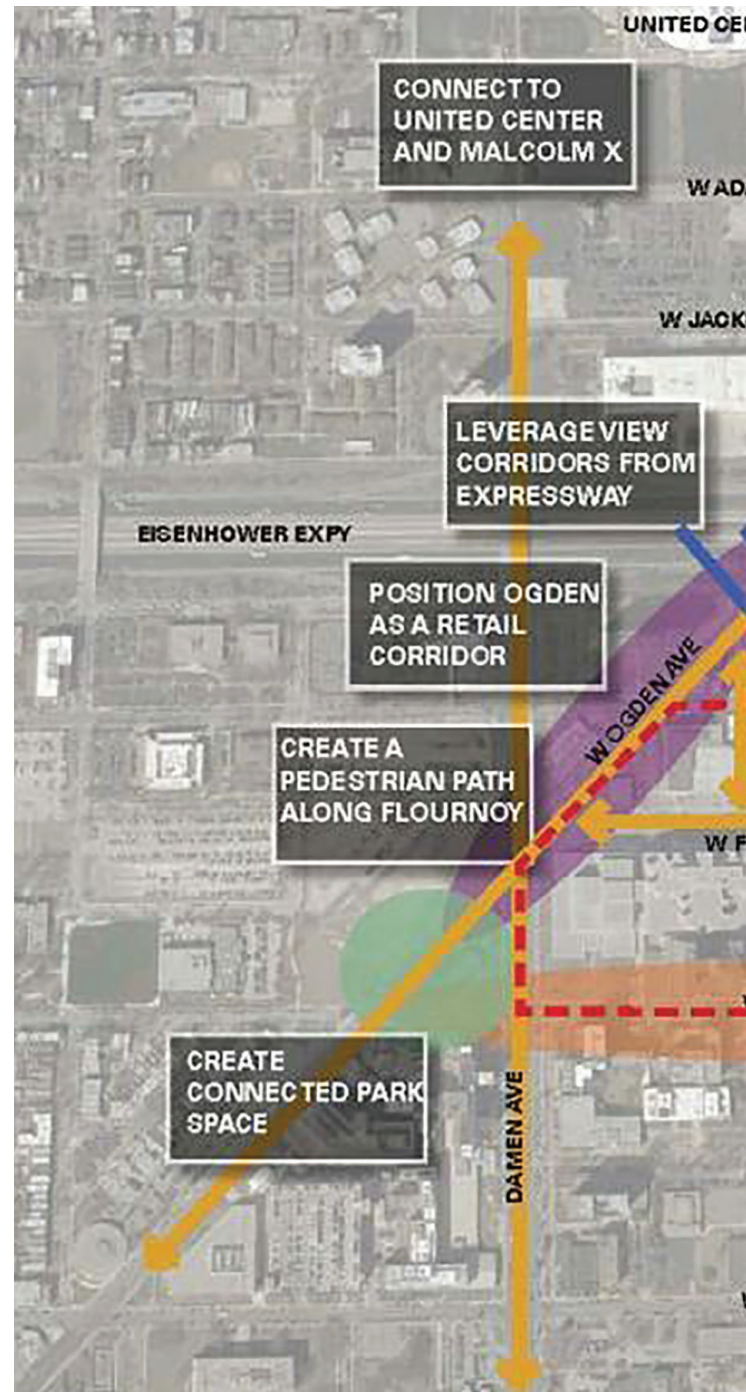 UNITED CE
CONNECT TO
UNITED CENTER
AND MALCOLM X
W AD
W JACK
LEVERAGE VIEW
CORRIDORS FROM
EXPRESSWAY
EISENHOWER EXPY
POSITION OGDEN
AS A RETAIL
CORRIDOR
W OGDEN AVE
CREATE A
PEDESTRIAN PATH
ALONG FLOURNOY
W F
CREATE
CONNECTED PARK
SPACE
DAMEN AVE